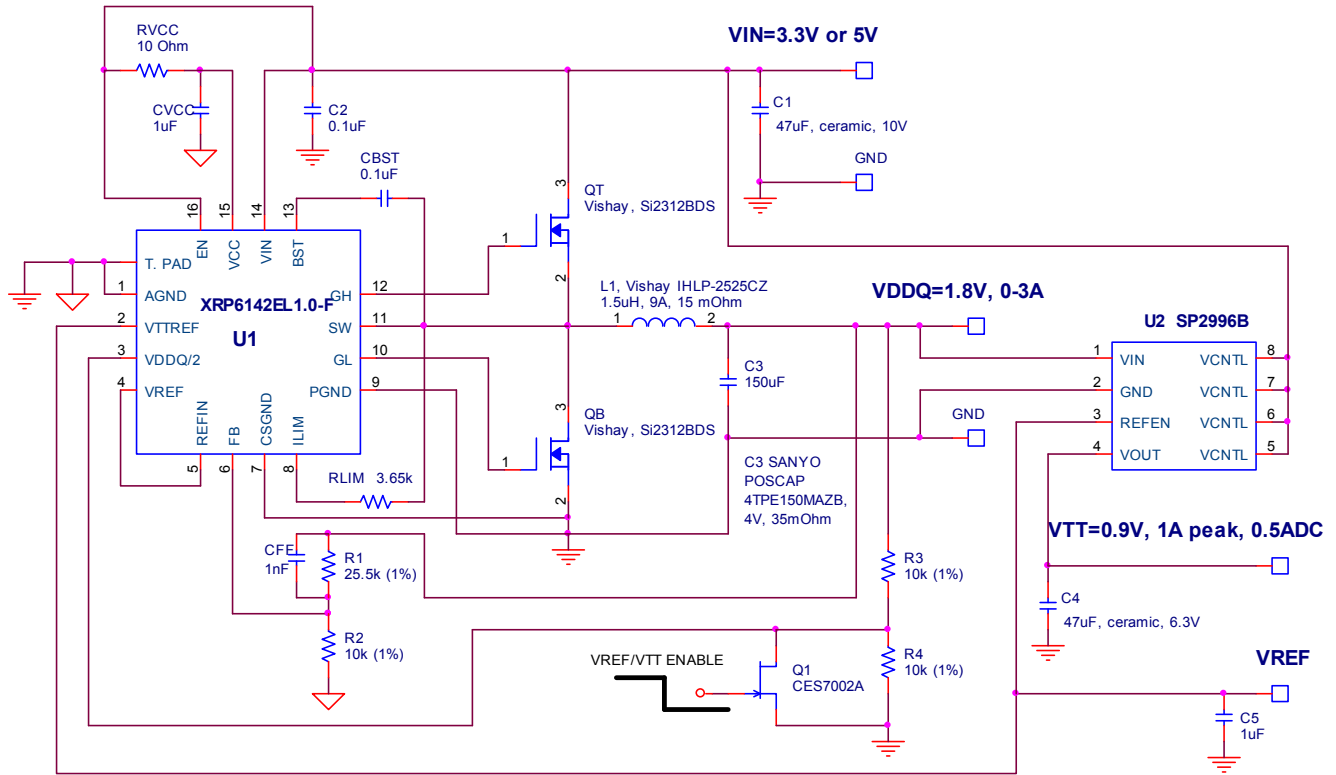 RVCC
10 Ohm
VIN=3.3V or 5V
CVCC
1uF
C2
0.1uF
C1
47uF, ceramic, 10V
GND
CBST
0.1uF
QT
Vishay, Si2312BDS
3
1
2
16
15
14
13
EN
VCC
VIN
BST
T. PAD
1
AGND
2
VTTREF
3
VDDQ/2
4
VREF
XRP6142EL1.0-F
U1
GH
12
SW
11
GL
10
PGND
9
REFIN
FB
CSGND
ILIM
5
6
7
8
L1, Vishay IHLP-2525CZ
1.5uH, 9A, 15 mOhm
1
2
VDDQ=1.8V, 0-3A
U2 SP2996B
1
VIN
VCNTL
8
2
GND
VCNTL
7
3
REFEN
VCNTL
6
4
VOUT
VCNTL
5
C3
150uF
GND
QB
Vishay, Si2312BDS
3
1
2
RLIM 3.65k
C3 SANYO
POSCAP
4TPE150MAZB,
4V, 35mOhm
VTT=0.9V, 1A peak, 0.5ADC
CFF
1nF
R1
25.5k (1%)
R3
10k (1%)
C4
47uF, ceramic, 6.3V
R2
10k (1%)
VREF/VTT ENABLE
Q1
CES7002A
R4
10k (1%)
VREF
C5
1uF